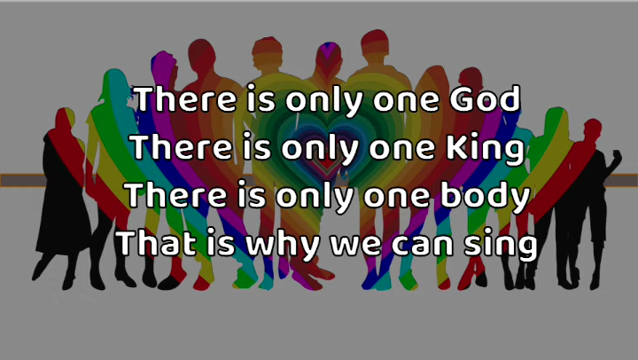 There is only one God
There is only one King
There is only one body
That is why we can sing